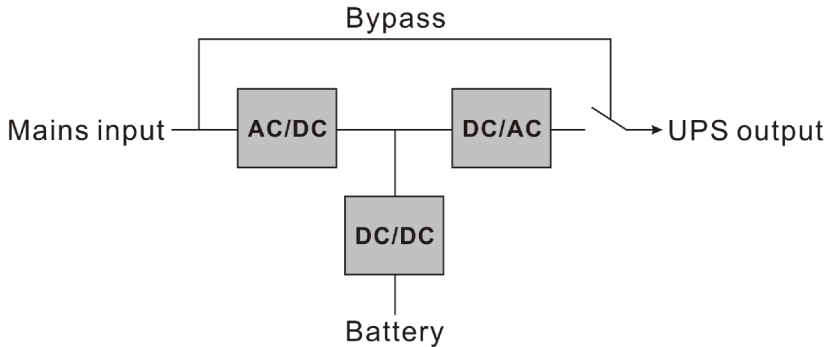 Bypass
Mains input
AC/DC
DC/AC
UPS output
DC/DC
Battery